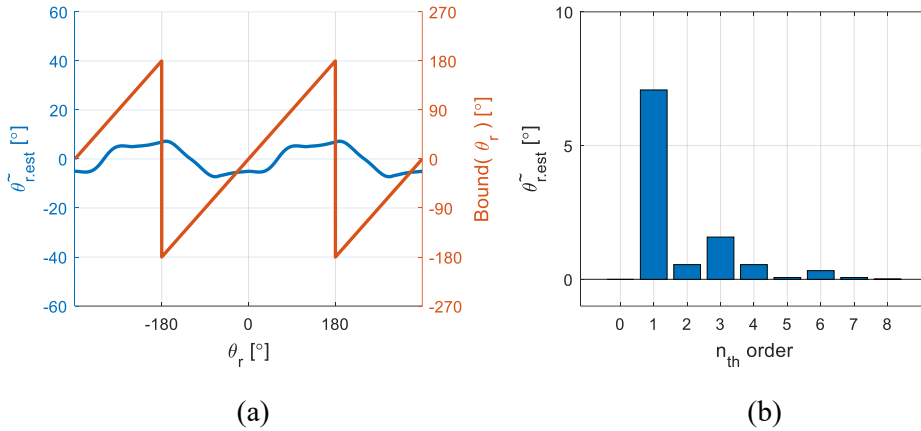 60
40
20
0
-20
-40
-60
θ̃r.est [°]
-180
0
180
θr [°]
270
180
90
0
-90
-180
-270
Bound( θr ) [°]
(a)
10
5
0
θ̃r.est [°]
0 1 2 3 4 5 6 7 8
nth order
(b)